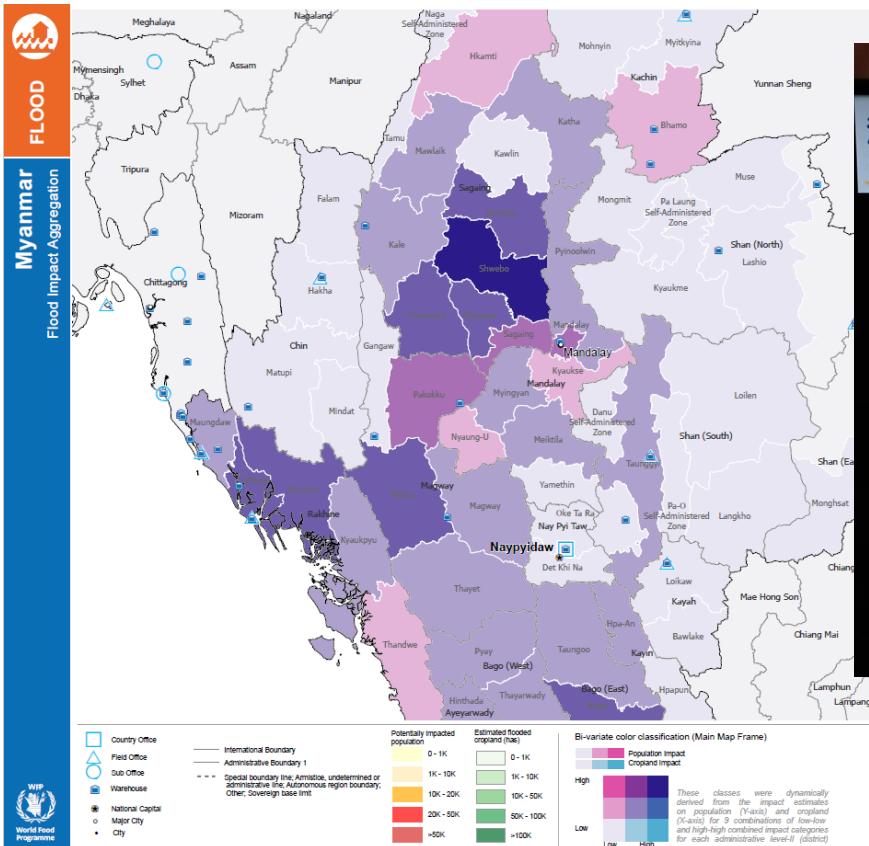 FLOOD
Myanmar
Flood Impact Aggregation
WFP
World Food
Programme
Meghalaya
Nagaland
Naga
Self-Administered
Zone
Mohnyin
Myitkyina
Assam
Hkamti
Mymensingh
Sylhet
Dhaka
Manipur
Kachin
Yunnan Sheng
Bhamo
Katha
Tamu
Mawlaik
Kawlin
Tripura
Falam
Sagaing
Muse
Mizoram
Mongmit
Pa Laung
Self-Administered
Zone
Kale
Pyinoolwin
Shan (North)
Lashio
Shwebo
Chittagong
Hakha
Kyaukme
Sagaing
Mandalay
Mandalay
Chin
Gangaw
Kyaukse
Matupi
Mandalay
Pakokku
Myingyan
Loilen
Mindat
Danu
Self-Administered
Zone
Maungdaw
Nyaung-U
Meiktila
Shan (South)
Taunggyi
Shan (Ea
Yamethin
Magway
Magway
Oke Ta Ra
Pa-O
Self-Administered
Zone
Monghsat
Rakhine
Nay Pyi Taw
Langkho
Kyaukpyu
Naypyidaw
Det Khi Na
Loikaw
Chiang
Thayet
Kayah
Mae Hong Son
Hpa-An
Bawlake
Chiang Mai
Thandwe
Pyay
Taungoo
Kayin
Bago (West)
Bago (East)
Hpapun
Lamphun
Hinthada
Thayarwady
Lampang
Ayeyarwady
Country Office
Field Office
Sub Office
Warehouse
National Capital
Major City
City
International Boundary
Administrative Boundary 1
Special boundary line; Armistice, undetermined or
administrative line; Autonomous region boundary;
Other; Sovereign base limit
Potentially impacted
population
0 - 1K
1K - 10K
10K - 20K
20K - 50K
>50K
Estimated flooded
cropland (has)
0 - 1K
1K - 10K
10K - 50K
50K - 100K
>100K
Bi-variate color classification (Main Map Frame)
Population Impact
Cropland Impact
High
Low
Low High
These classes were dynamically
derived from the impact estimates
on population (Y-axis) and cropland
(X-axis) for 9 combinations of low-low
and high-high combined impact categories
for each administrative level-II (district)